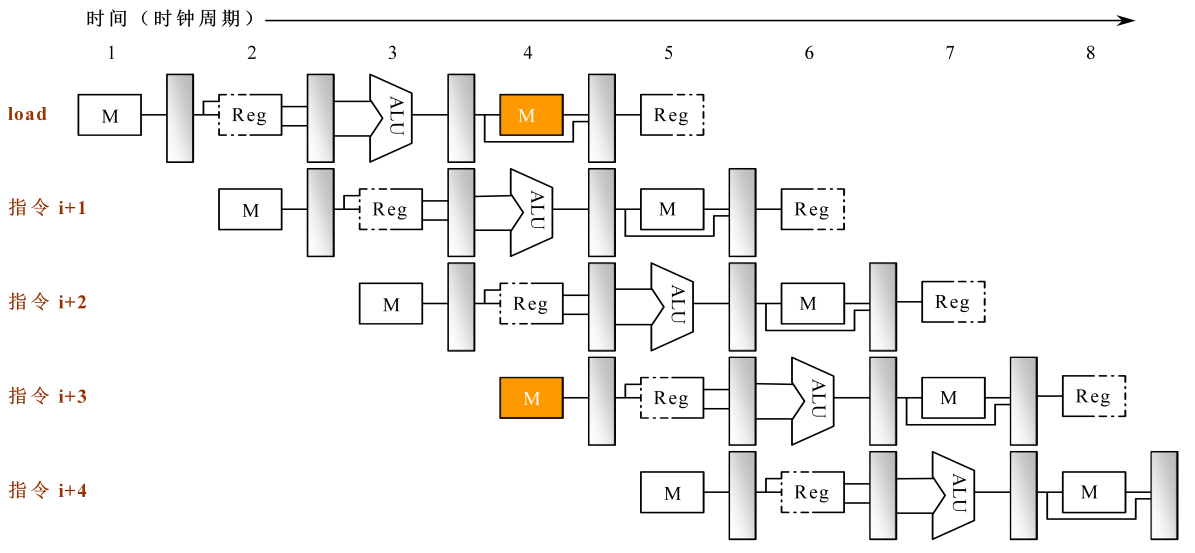 时间（时钟周期）
1 2 3 4 5 6 7 8
load M Reg ALU M Reg
指令 i+1 M Reg ALU M Reg
指令 i+2 M Reg ALU M Reg
指令 i+3 M Reg ALU M Reg
指令 i+4 M Reg ALU M